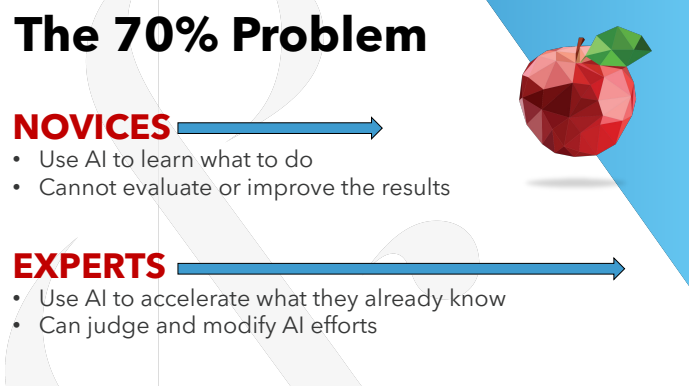 The 70% Problem
NOVICES
• Use AI to learn what to do
• Cannot evaluate or improve the results
EXPERTS
• Use AI to accelerate what they already know
• Can judge and modify AI efforts